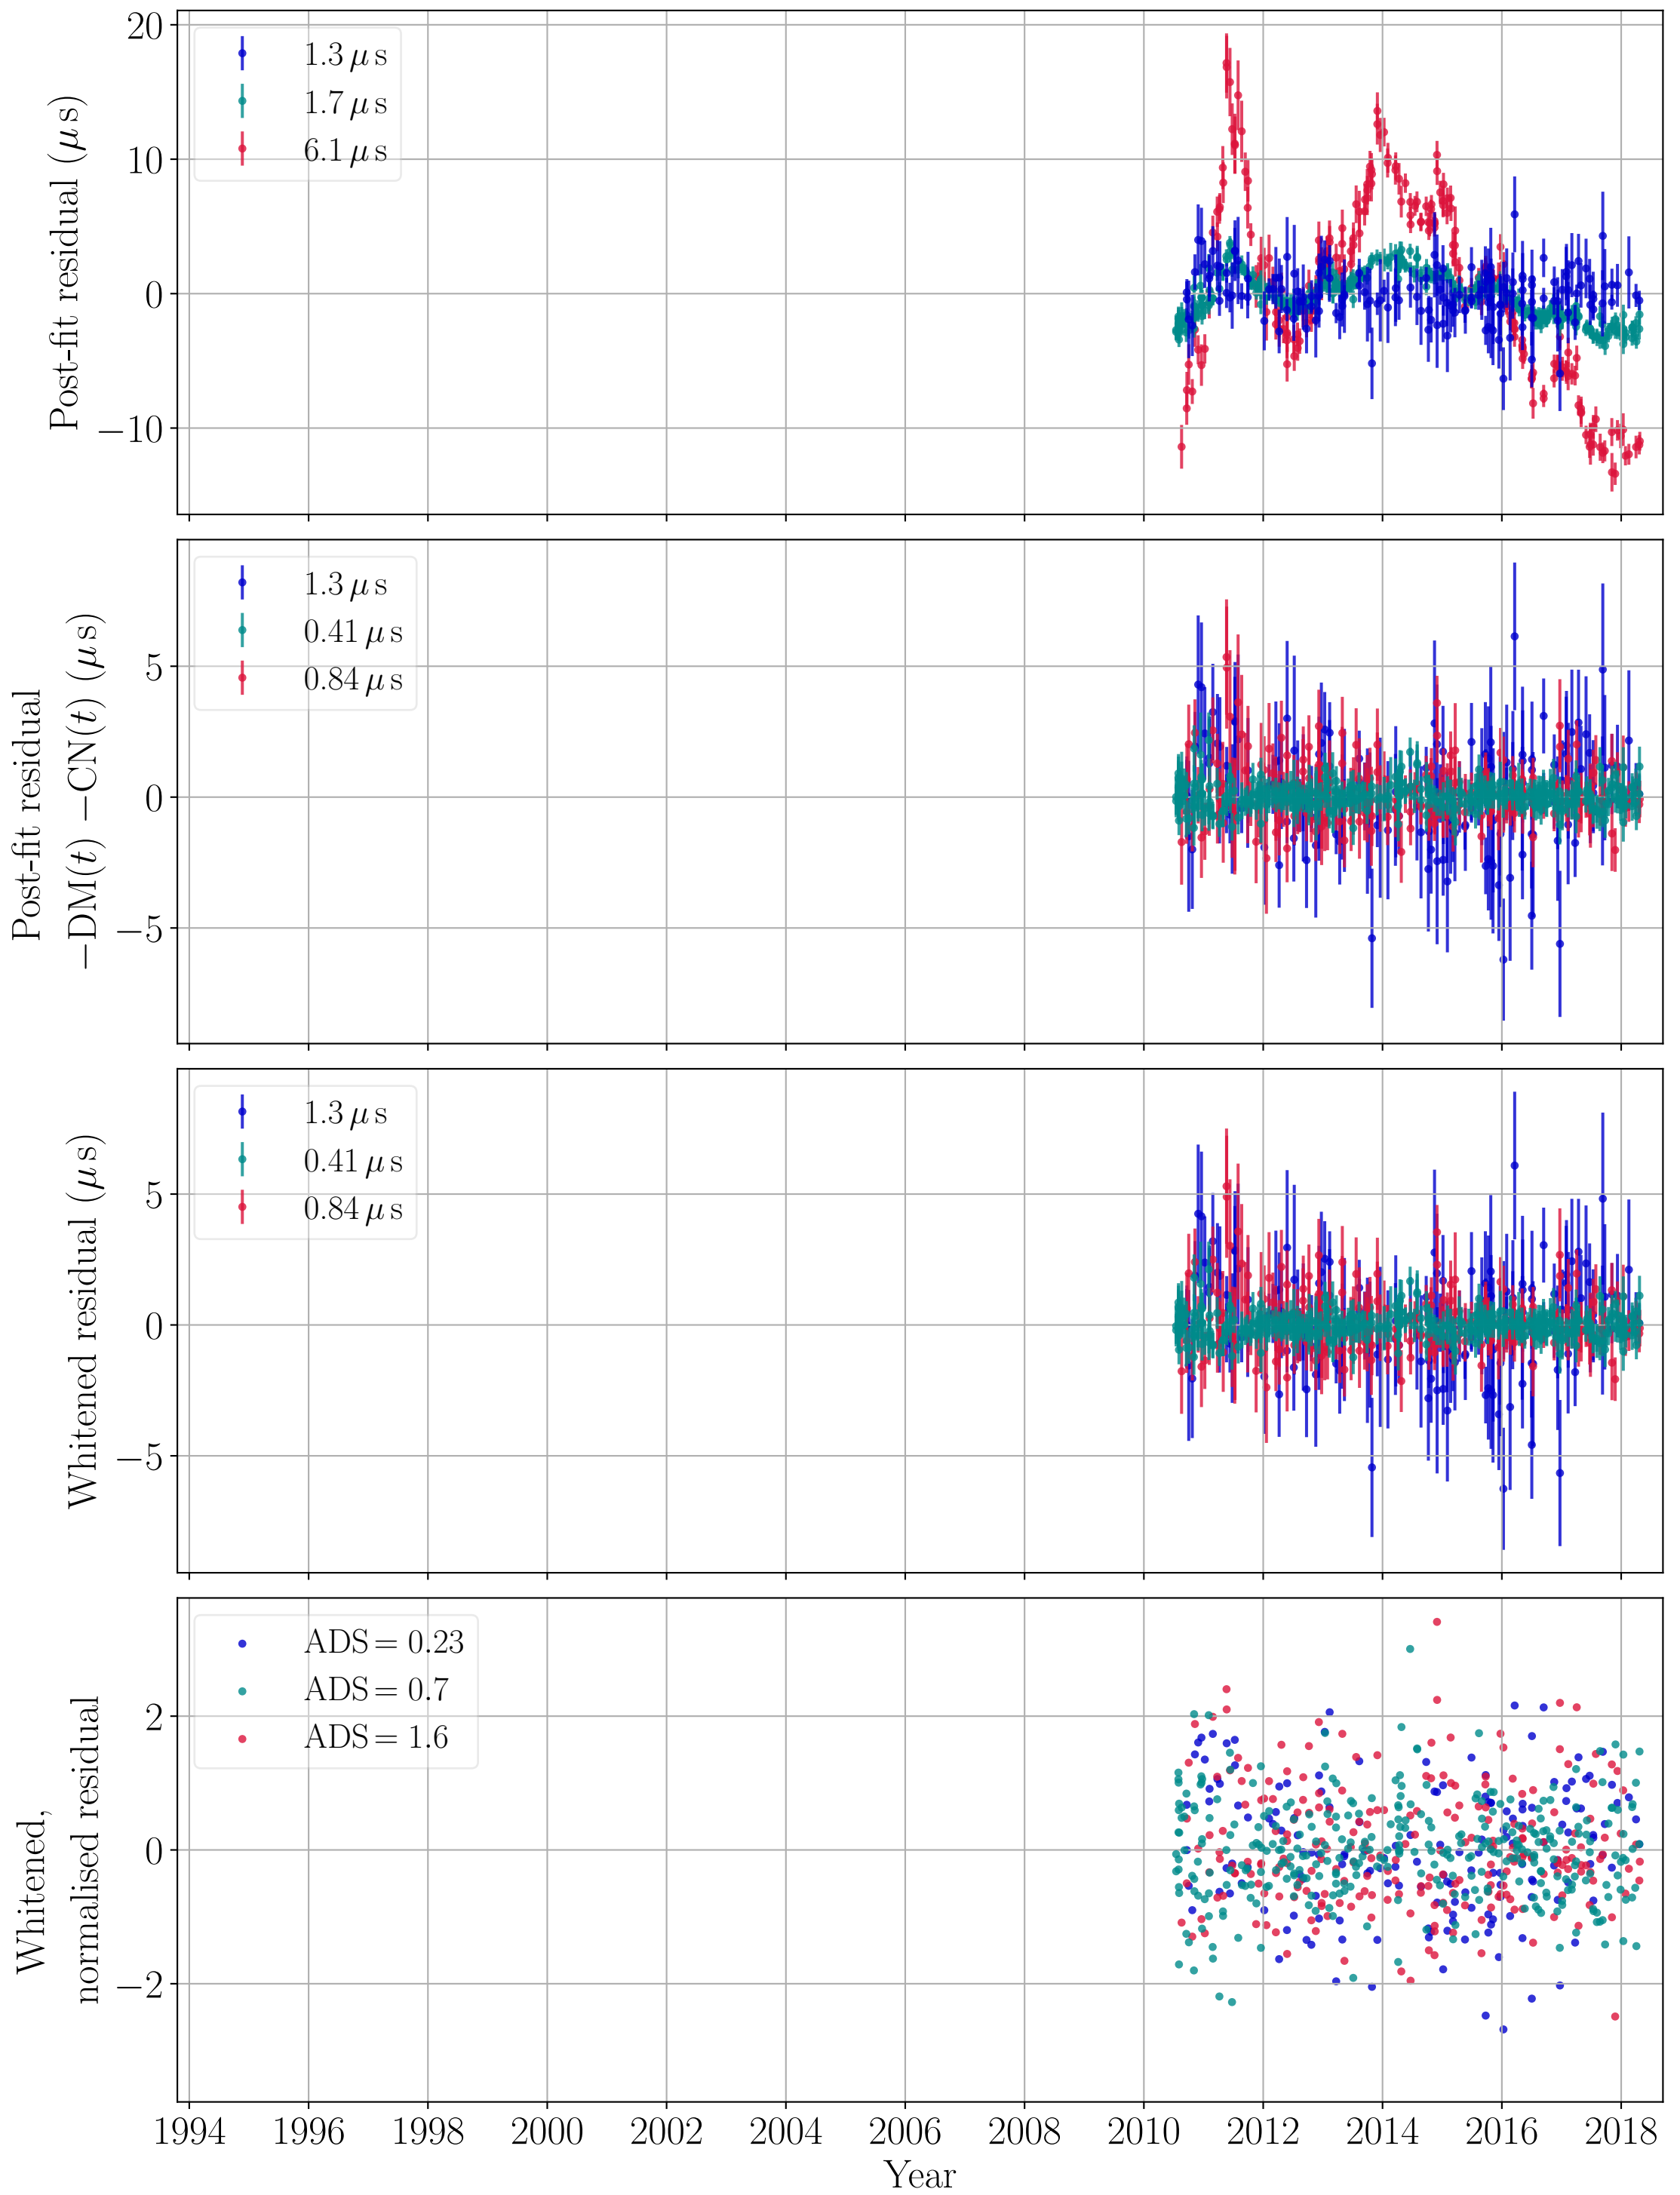 20
10
0
−10
Post-fit residual (μs)
1.3 μs
1.7 μs
6.1 μs
5
0
−5
Post-fit residual
−DM(t) −CN(t) (μs)
1.3 μs
0.41 μs
0.84 μs
5
0
−5
Whitened residual (μs)
1.3 μs
0.41 μs
0.84 μs
2
0
−2
Whitened,
normalised residual
ADS = 0.23
ADS = 0.7
ADS = 1.6
1994 1996 1998 2000 2002 2004 2006 2008 2010 2012 2014 2016 2018
Year